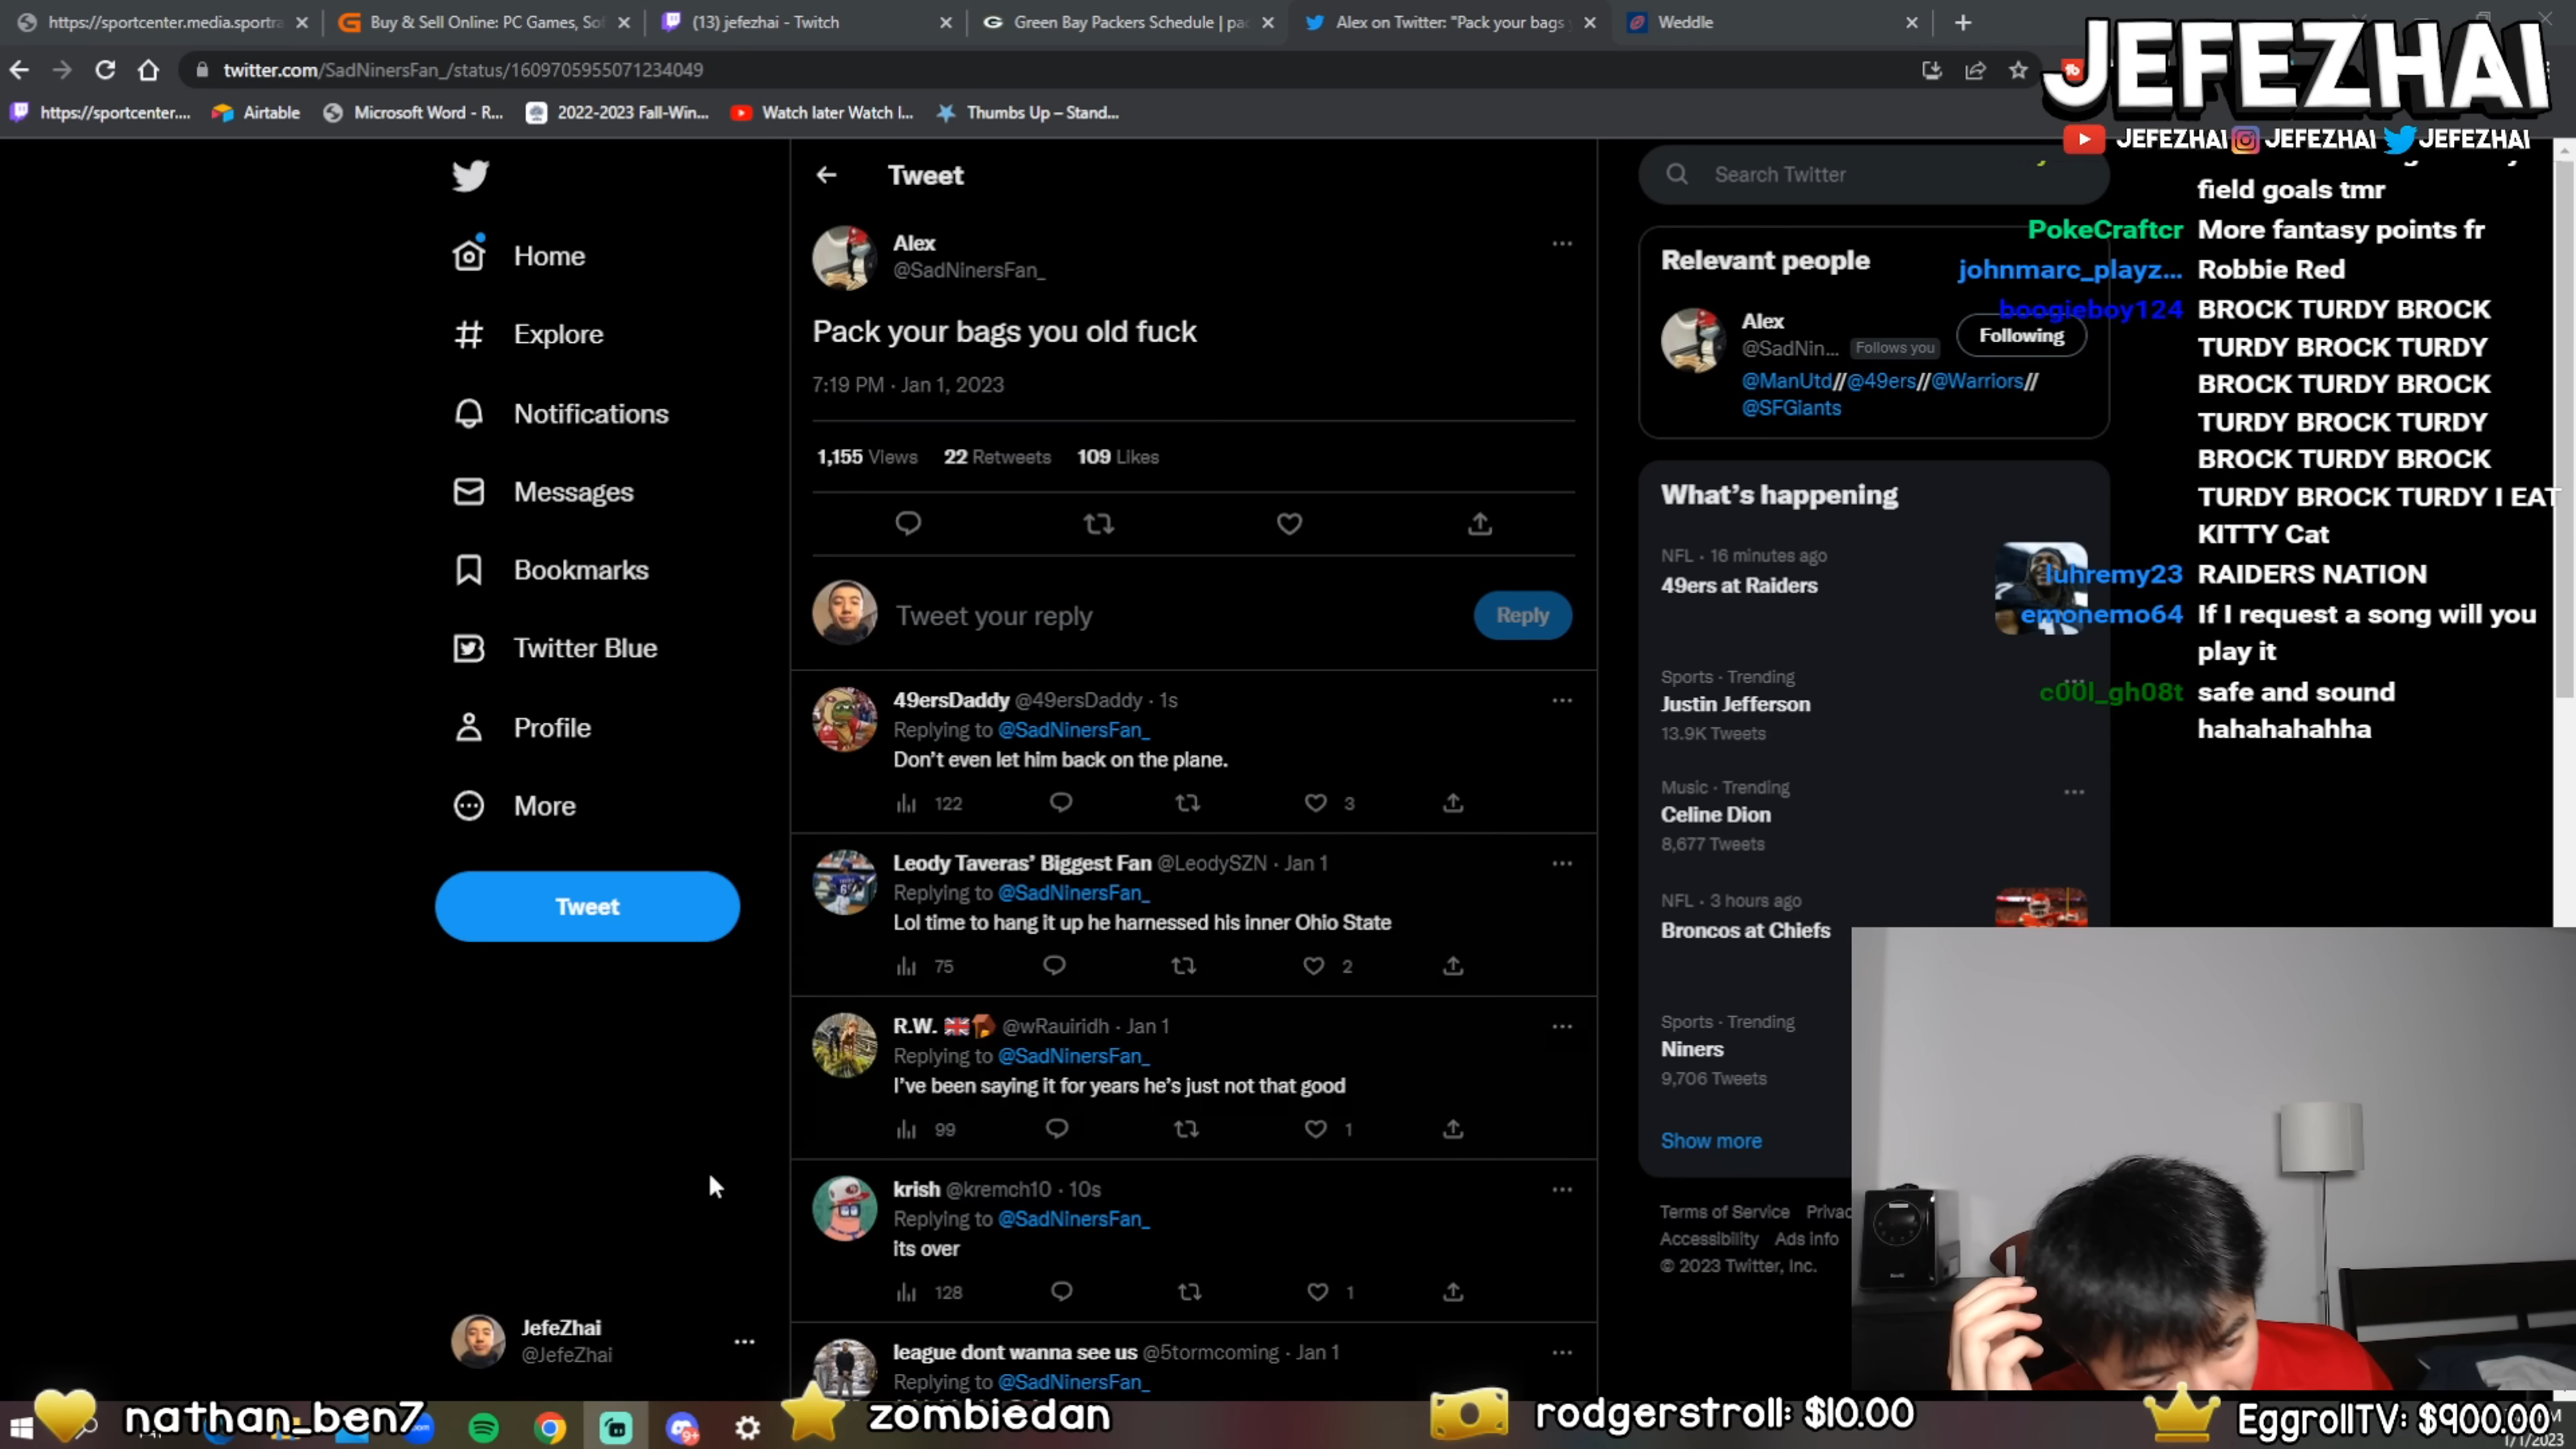 https://sportcenter.media.sportra
Buy & Sell Online: PC Games, Sof
(13) jefezhai - Twitch
Green Bay Packers Schedule | pac
Alex on Twitter: "Pack your bags y
Weddle
twitter.com/SadNinersFan_/status/1609705955071234049
https://sportcenter....
Airtable
Microsoft Word - R...
2022-2023 Fall-Win...
Watch later Watch l...
Thumbs Up – Stand...
JEFEZHAI
JEFEZHAI
JEFEZHAI
JEFEZHAI
Home
Explore
Notifications
Messages
Bookmarks
Twitter Blue
Profile
More
Tweet
JefeZhai
@JefeZhai
Tweet
Alex
@SadNinersFan_
Pack your bags you old fuck
7:19 PM · Jan 1, 2023
1,155 Views 22 Retweets 109 Likes
Tweet your reply
Reply
49ersDaddy @49ersDaddy · 1s
Replying to @SadNinersFan_
Don't even let him back on the plane.
122
3
Leody Taveras' Biggest Fan @LeodySZN · Jan 1
Replying to @SadNinersFan_
Lol time to hang it up he harnessed his inner Ohio State
75
2
R.W. @wRauiridh · Jan 1
Replying to @SadNinersFan_
I've been saying it for years he's just not that good
99
1
krish @kremch10 · 10s
Replying to @SadNinersFan_
its over
128
1
league dont wanna see us @5tormcoming · Jan 1
Replying to @SadNinersFan_
Search Twitter
Relevant people
Alex
@SadNin... Follows you
Following
@ManUtd//@49ers//@Warriors//
@SFGiants
What's happening
NFL · 16 minutes ago
49ers at Raiders
Sports · Trending
Justin Jefferson
13.9K Tweets
Music · Trending
Celine Dion
8,677 Tweets
NFL · 3 hours ago
Broncos at Chiefs
Sports · Trending
Niners
9,706 Tweets
Show more
Terms of Service Privac
Accessibility Ads info
© 2023 Twitter, Inc.
field goals tmr
PokeCraftcr More fantasy points fr
johnmarc_playz... Robbie Red
boogieboy124 BROCK TURDY BROCK
TURDY BROCK TURDY
BROCK TURDY BROCK
TURDY BROCK TURDY
BROCK TURDY BROCK
TURDY BROCK TURDY I EAT
KITTY Cat
luhremy23 RAIDERS NATION
emonemo64 If I request a song will you
play it
c00l_gh08t safe and sound
hahahahahha
nathan_ben7
zombiedan
rodgerstroll: $10.00
EggrollTV: $900.00
1/1/2023